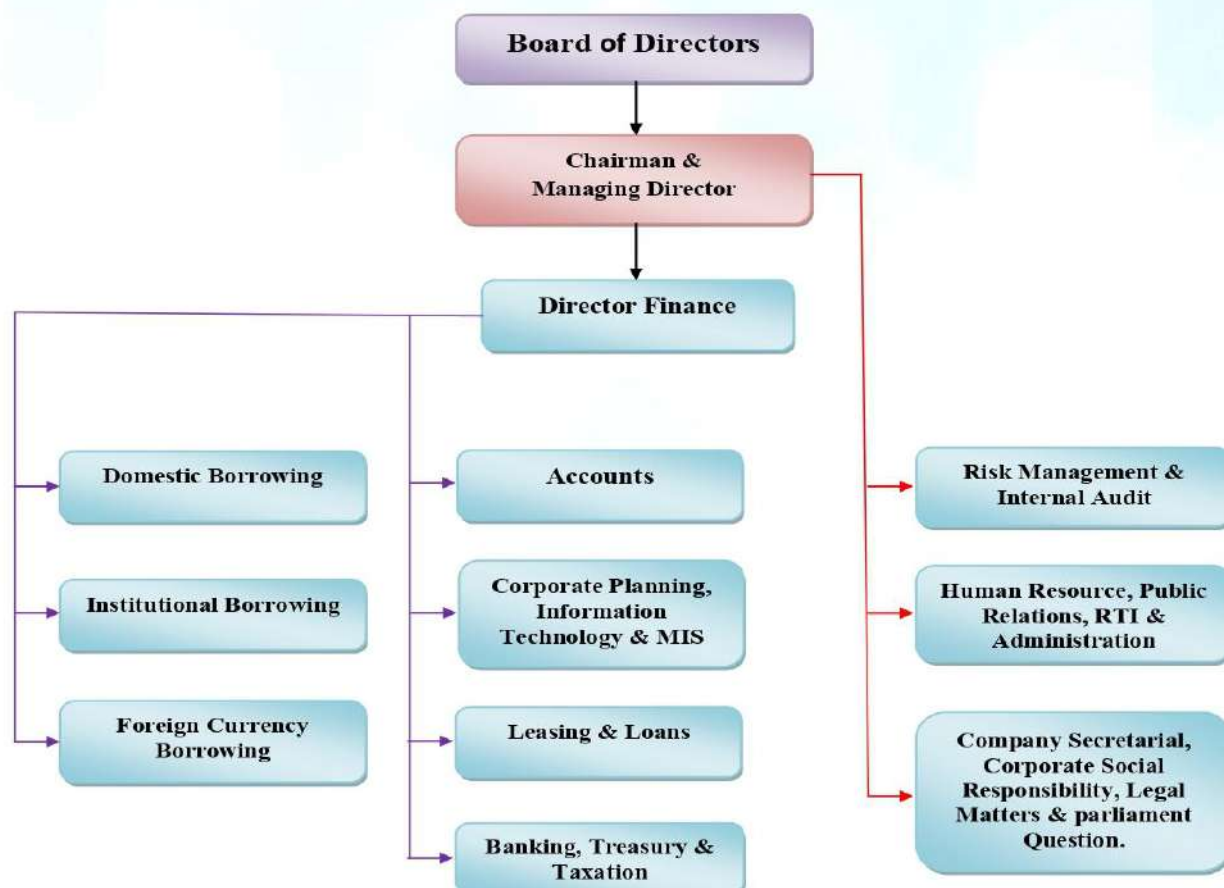 Board of Directors
Chairman &
Managing Director
Director Finance
Domestic Borrowing
Institutional Borrowing
Foreign Currency
Borrowing
Accounts
Corporate Planning,
Information
Technology & MIS
Leasing & Loans
Banking, Treasury &
Taxation
Risk Management &
Internal Audit
Human Resource, Public
Relations, RTI &
Administration
Company Secretarial,
Corporate Social
Responsibility, Legal
Matters & parliament
Question.